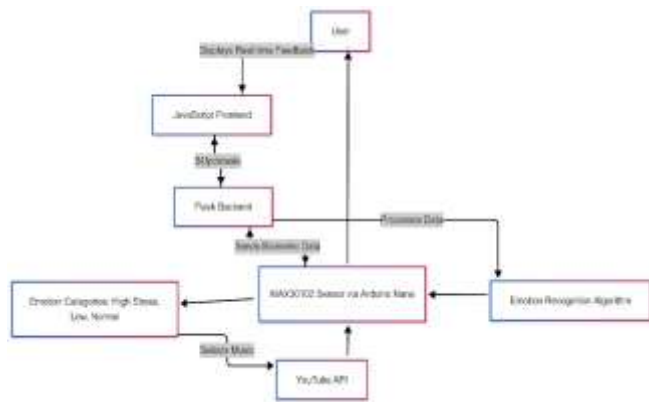 User
Displays Real-time Feedback
JavaScript Frontend
Flask Backend
Processes Data
Sends Biometric Data
MAX30102 Sensor via Arduino Nano
Emotion Recognition Algorithm
Emotion Categories: High Stress,
Low, Normal
Selects Music
YouTube API